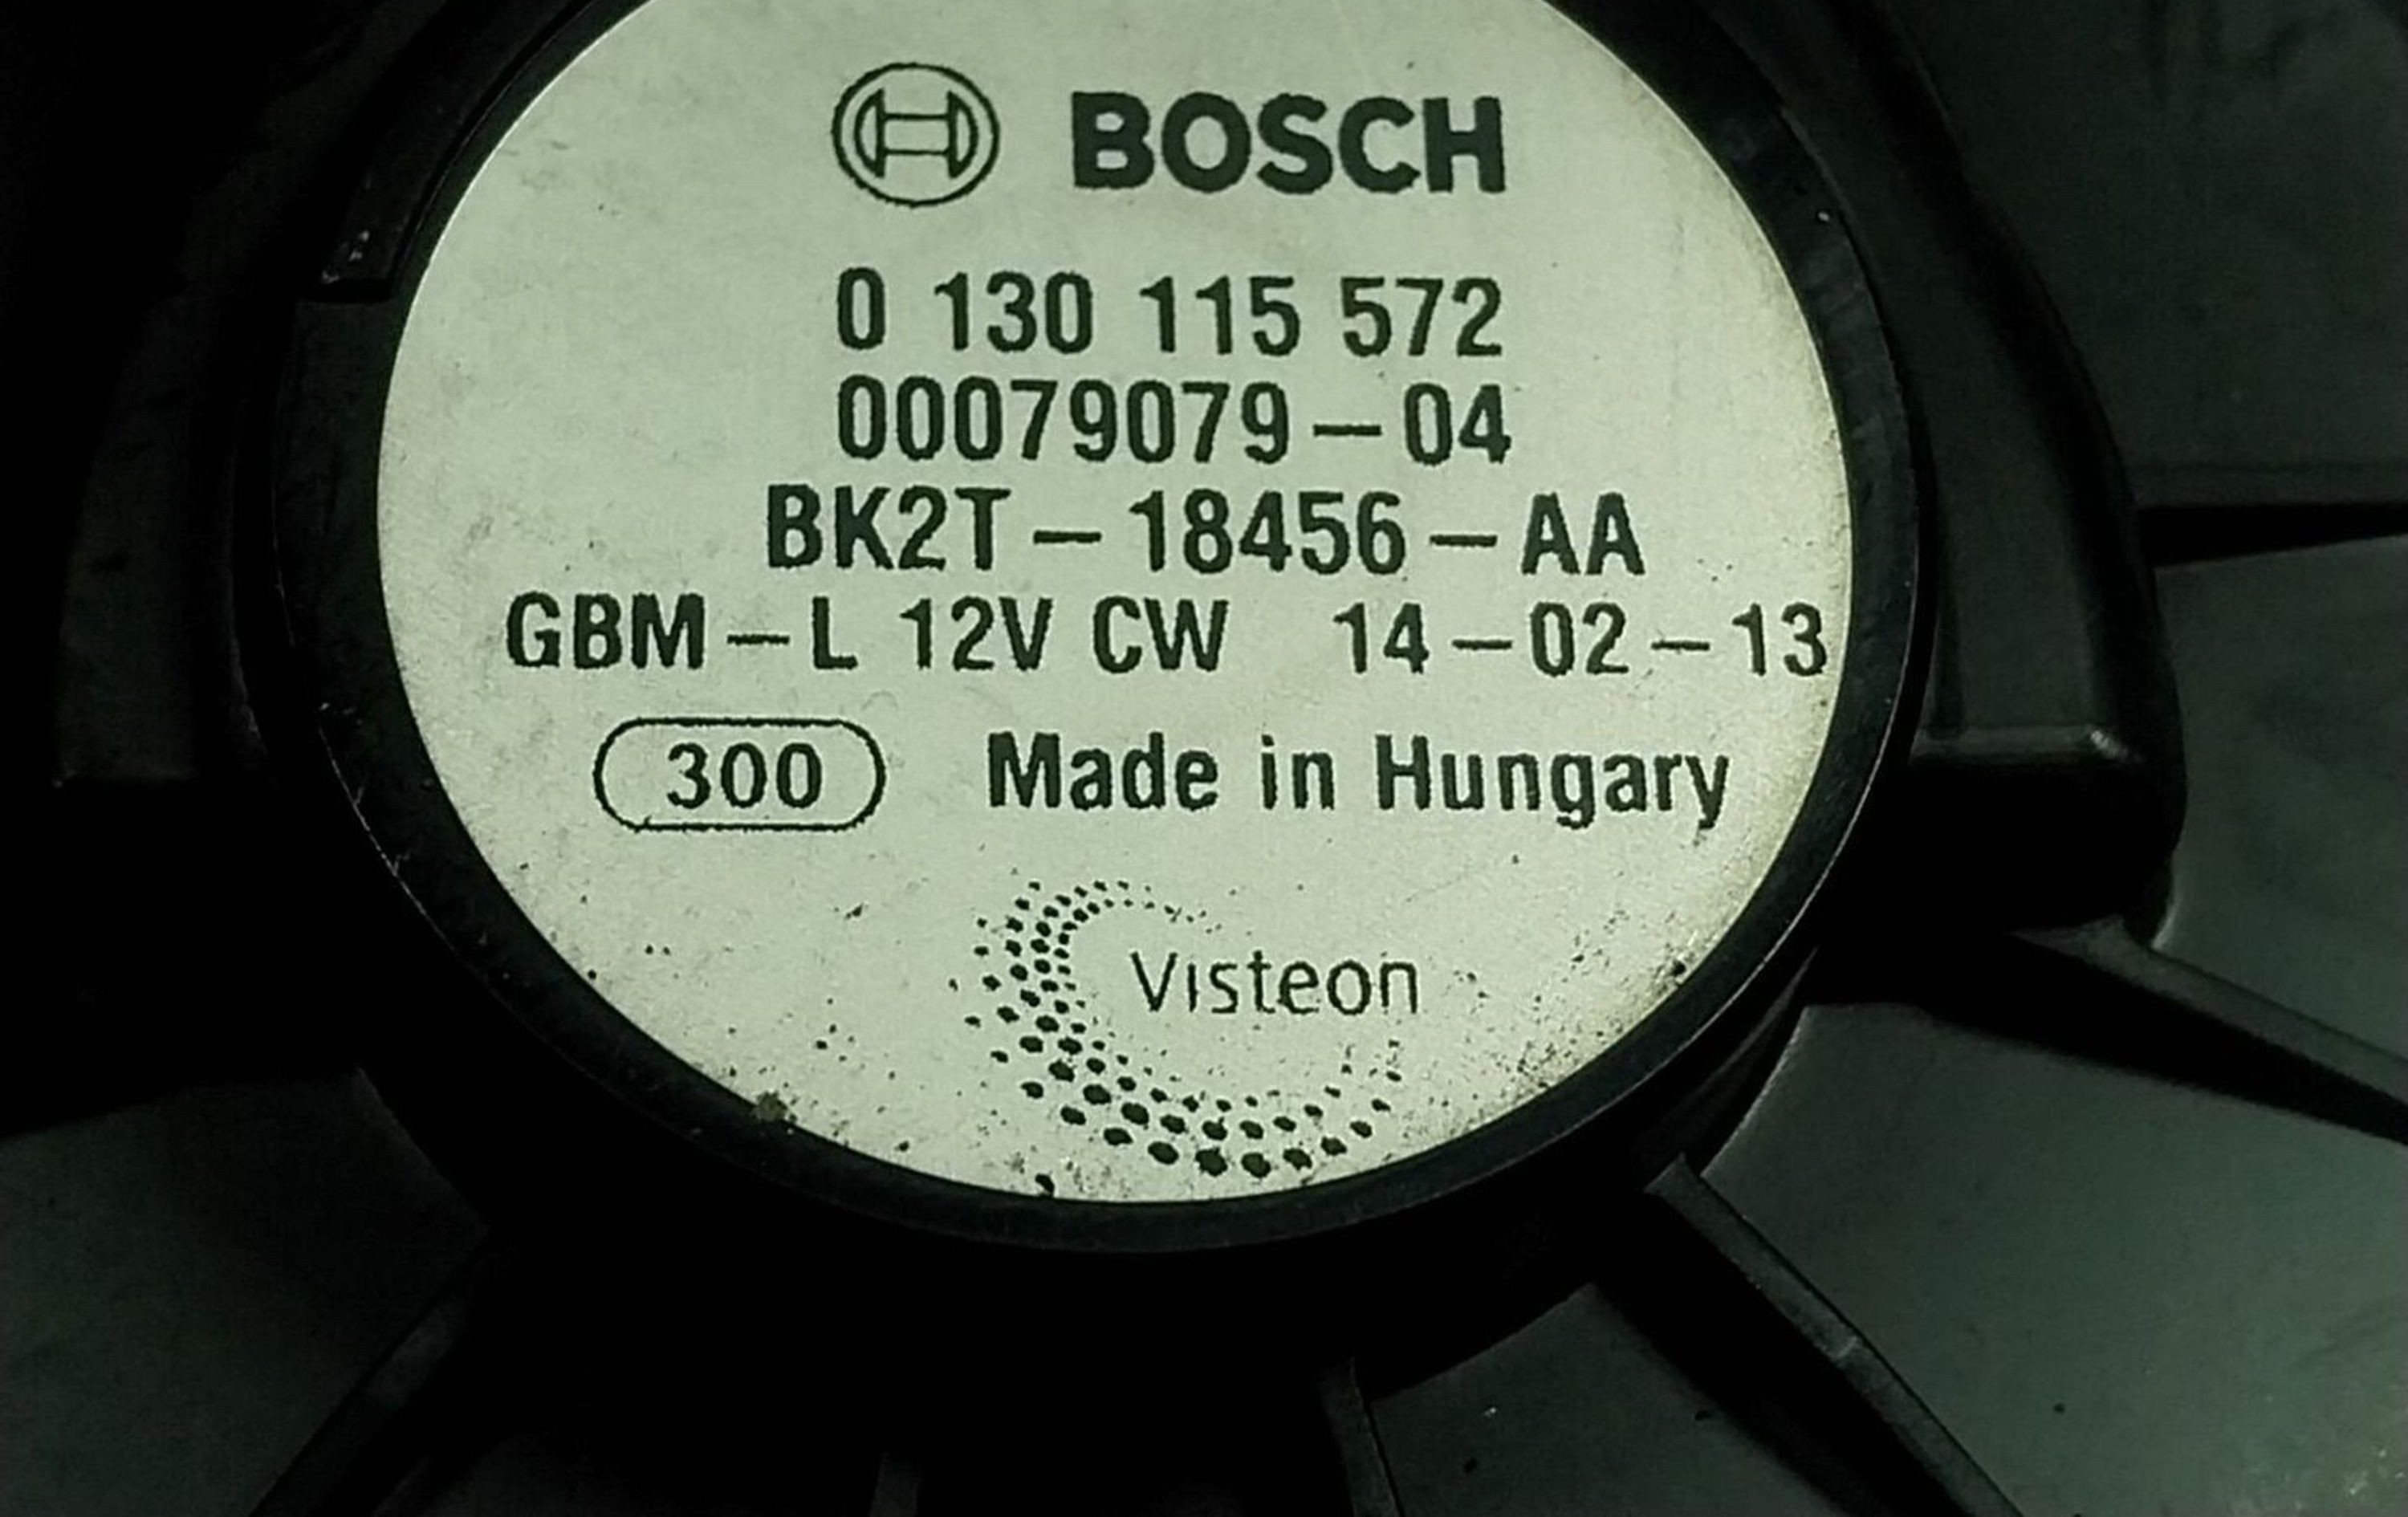 BOSCH
0 130 115 572
00079079-04
BK2T-18456-AA
GBM-L 12V CW 14-02-13
300 Made in Hungary
Visteon